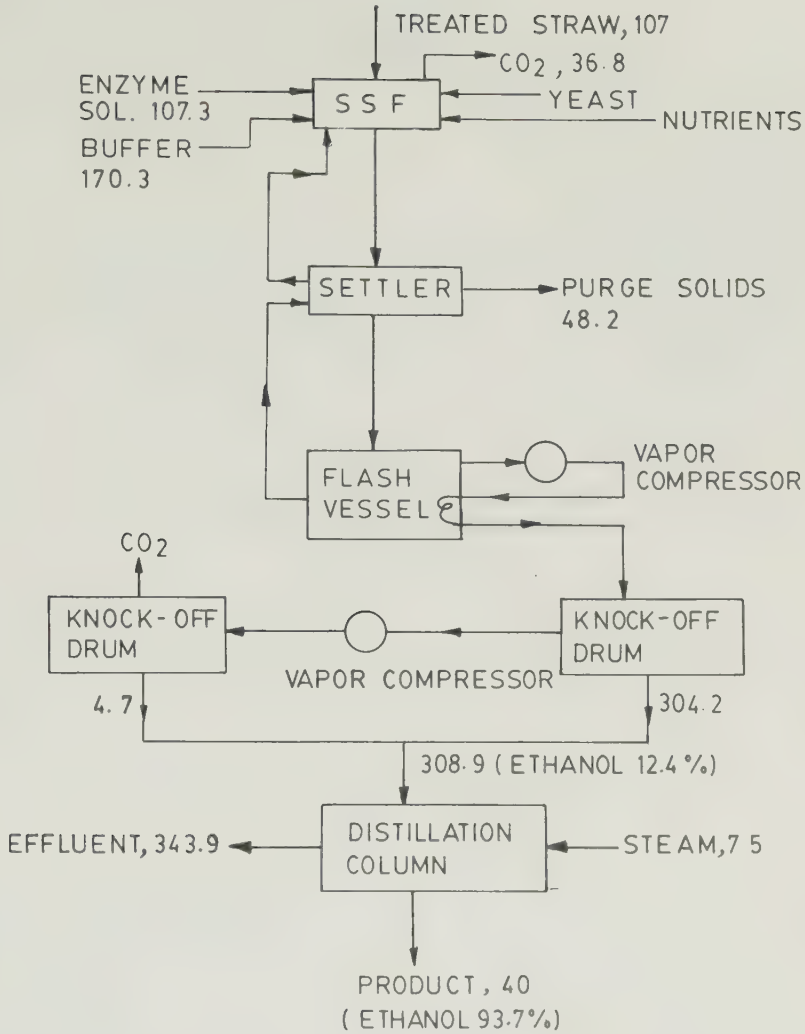 TREATED STRAW, 107
CO2, 36.8
ENZYME
SOL. 107.3
SSF
YEAST
NUTRIENTS
BUFFER
170.3
SETTLER
PURGE SOLIDS
48.2
FLASH
VESSEL
VAPOR
COMPRESSOR
CO2
KNOCK-OFF
DRUM
VAPOR COMPRESSOR
KNOCK-OFF
DRUM
4.7
304.2
308.9 (ETHANOL 12.4%)
EFFLUENT, 343.9
DISTILLATION
COLUMN
STEAM, 75
PRODUCT, 40
(ETHANOL 93.7%)